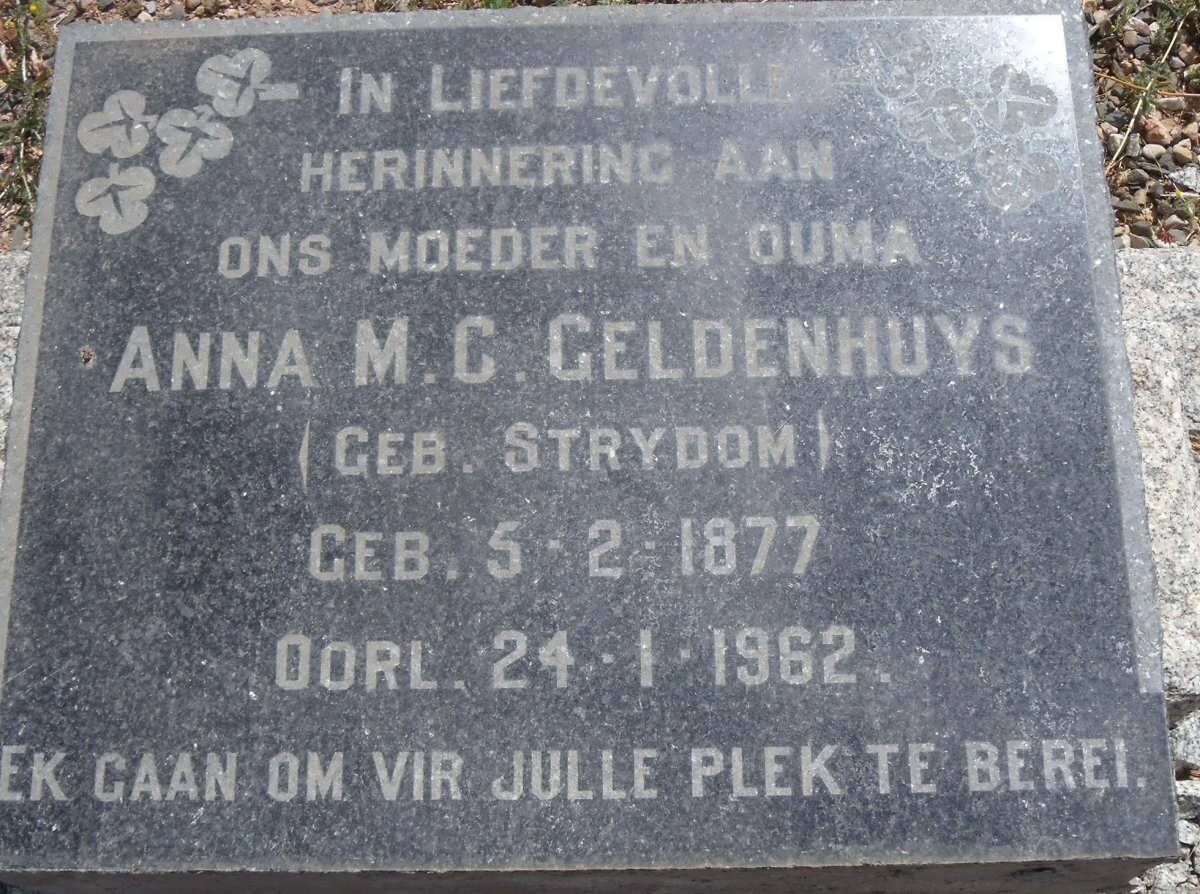 IN LIEFDEVOLLE
HERINNERING AAN
ONS MOEDER EN OUMA
ANNA M. C. GELDENHUYS
(GEB. STRYDOM)
GEB. 5-2-1877
OORL. 24-1-1962.
EK GAAN OM VIR JULLE PLEK TE BEREI.